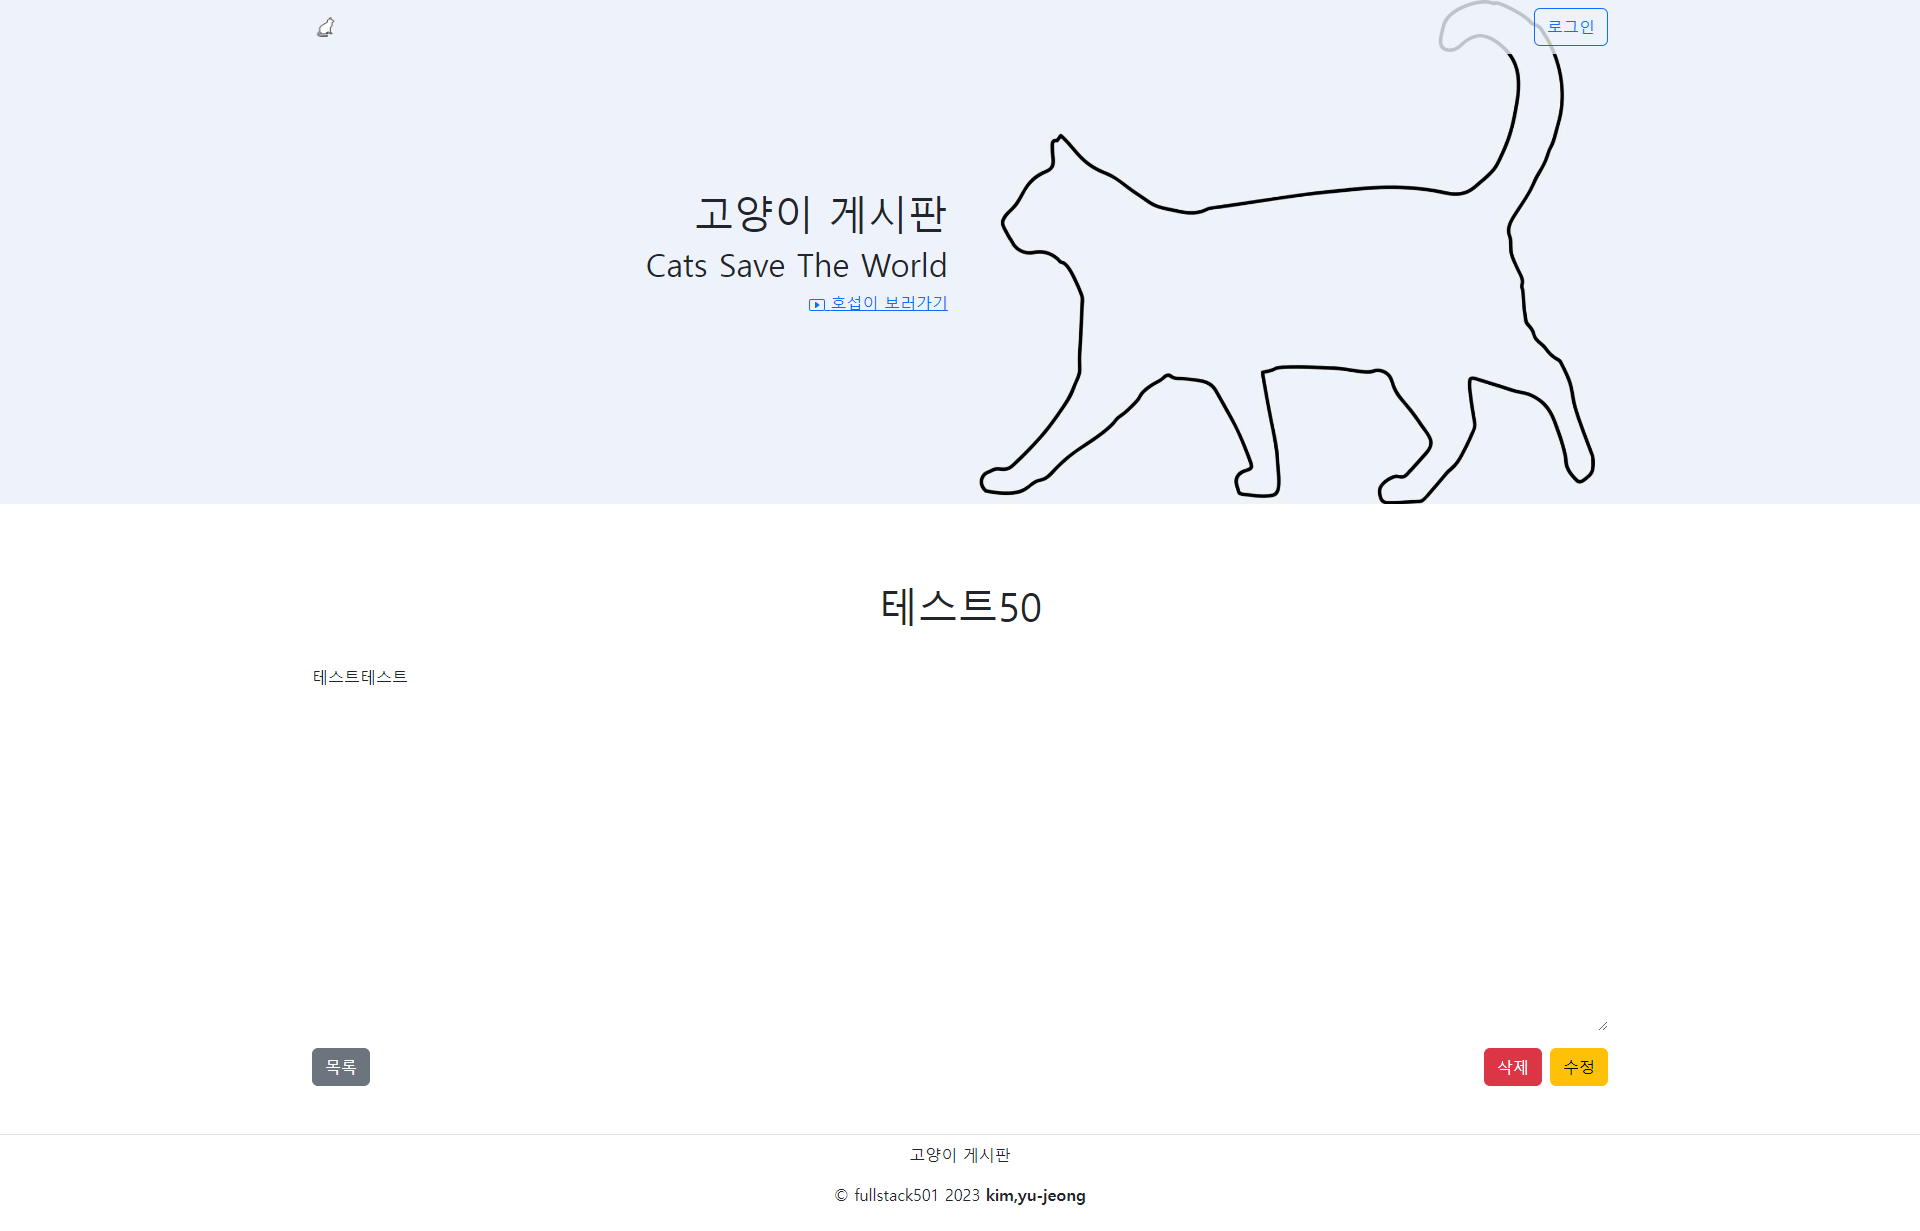 로그인
고양이 게시판
Cats Save The World
호섭이 보러가기
테스트50
테스트테스트
목록
삭제
수정
고양이 게시판
© fullstack501 2023 kim,yu-jeong